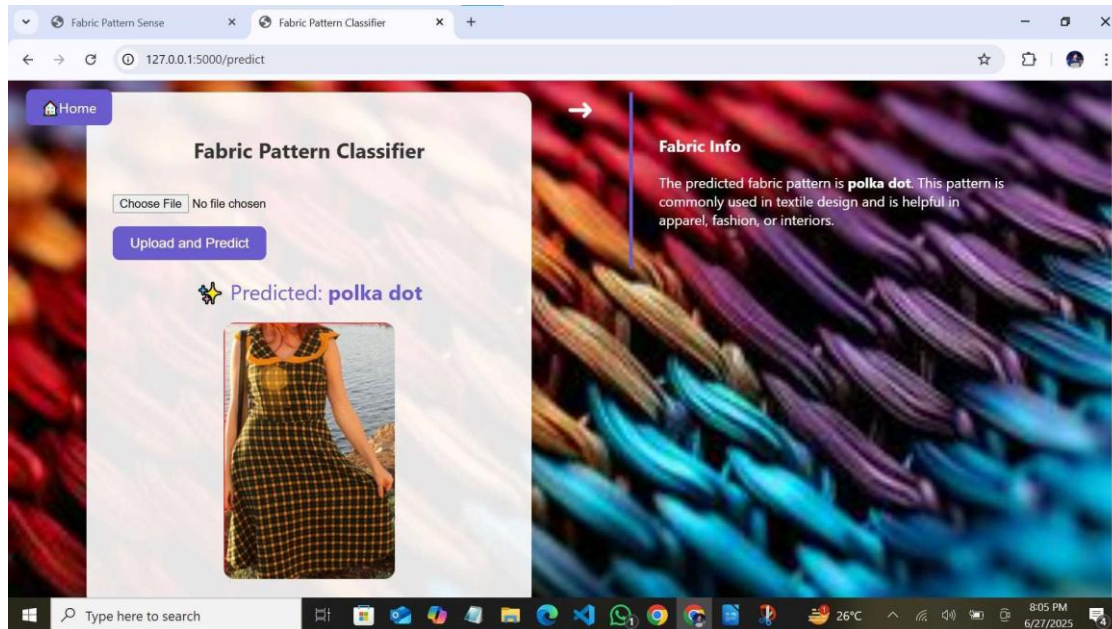 Fabric Pattern Sense
Fabric Pattern Classifier
127.0.0.1:5000/predict
Home
Fabric Pattern Classifier
Choose File No file chosen
Upload and Predict
Predicted: polka dot
Fabric Info
The predicted fabric pattern is polka dot. This pattern is
commonly used in textile design and is helpful in
apparel, fashion, or interiors.
Type here to search
1
26°C
8:05 PM
6/27/2025
4